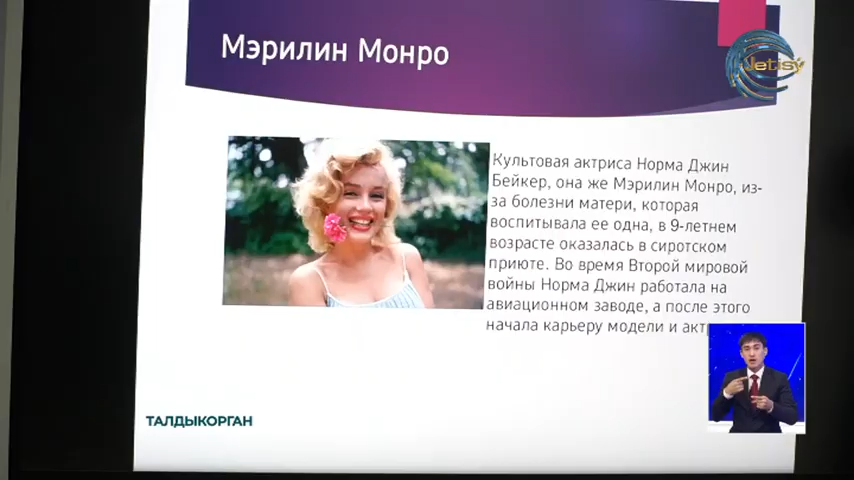 Мэрилин Монро
Jetisý
Культовая актриса Норма Джин
Бейкер, она же Мэрилин Монро, из-
за болезни матери, которая
воспитывала ее одна, в 9-летнем
возрасте оказалась в сиротском
приюте. Во время Второй мировой
войны Норма Джин работала на
авиационном заводе, а после этого
начала карьеру модели и акт
ТАЛДЫКОРГАН